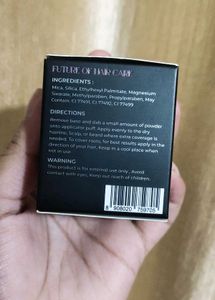 FUTURE OF HAIR CARE
INGREDIENTS :
Mica, Silica, Ethylhexyl Palmitate, Magnesium
Stearate, Methylparaben, Propylparaben, May
Contain. CI 77491, CI 77492, CI 77499
DIRECTIONS
Remove twist and dab a small amount of powder
onto applicator puff. Apply evenly to the dry
hairline, Scalp, or beard where extra coverage is
needed. To cover roots, for best results apply in the
direction of your hair. Keep in a cool place when
not in use.
WARNING
This product is for external use only. Avoid
contact with eyes, Keep out reach of children.
8 908020 759705